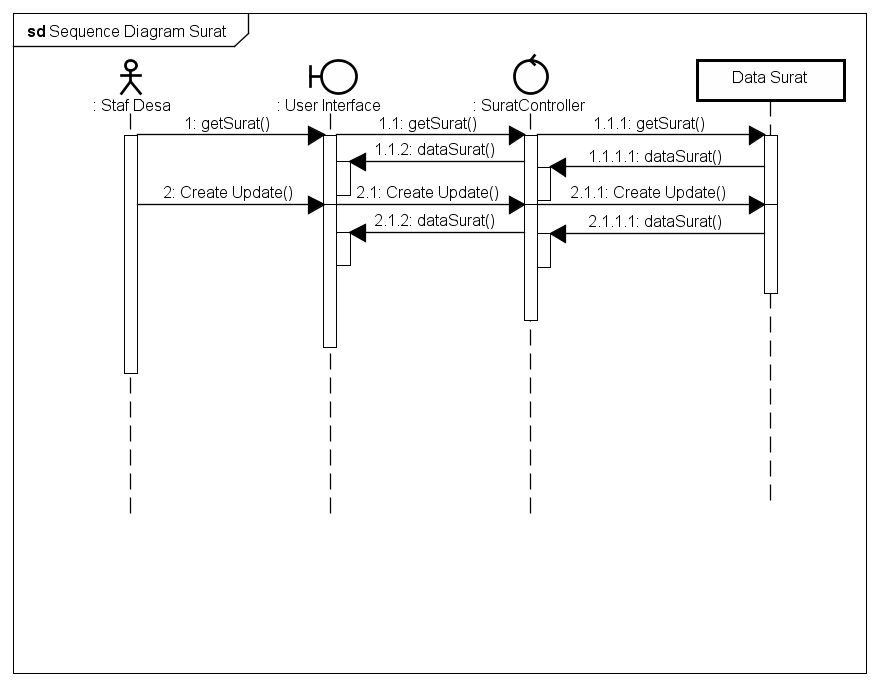 sd Sequence Diagram Surat
: Staf Desa
: User Interface
: SuratController
Data Surat
1: getSurat()
1.1: getSurat()
1.1.1: getSurat()
1.1.2: dataSurat()
1.1.1.1: dataSurat()
2: Create Update()
2.1: Create Update()
2.1.1: Create Update()
2.1.2: dataSurat()
2.1.1.1: dataSurat()